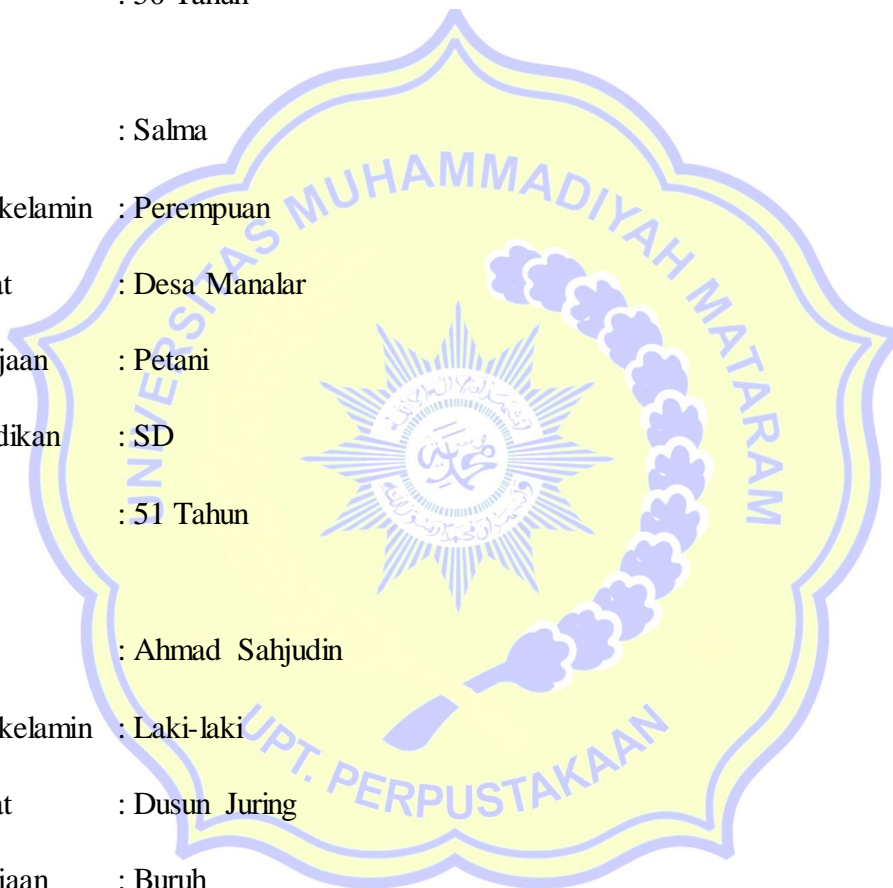 : Salma
kelamin : Perempuan
at : Desa Manalar
jaan : Petani
dikan : SD
: 51 Tahun
: Ahmad Sahjudin
kelamin : Laki-laki
at : Dusun Juring
jaan : Buruh
UNIVERSITAS MUHAMMADIYAH MATARAM
UPT. PERPUSTAKAAN